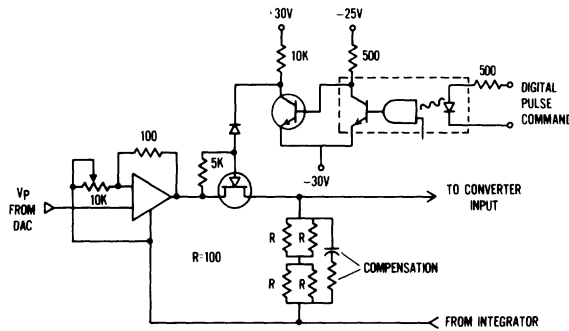 +30V
-25V
10K
500
500
DIGITAL
PULSE
COMMAND
100
5K
-30V
Vp
FROM
DAC
10K
TO CONVERTER
INPUT
R
R
R=100
R
R
COMPENSATION
FROM INTEGRATOR